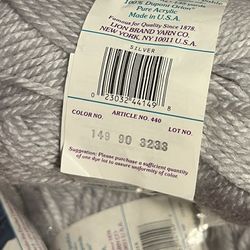 100% Dupont Orlon®
Pure Acrylic
Made in U.S.A.
Famous for Quality Since 1878
LION BRAND YARN CO.
NEW YORK, NY 10011 U.S.A.
SILVER
0 23032 44149 8
ARTICLE NO. 440
COLOR NO. LOT NO.
149 90 3233
Suggestion: Please purchase a sufficient quantity
of one dye lot to assure uniformity of color.